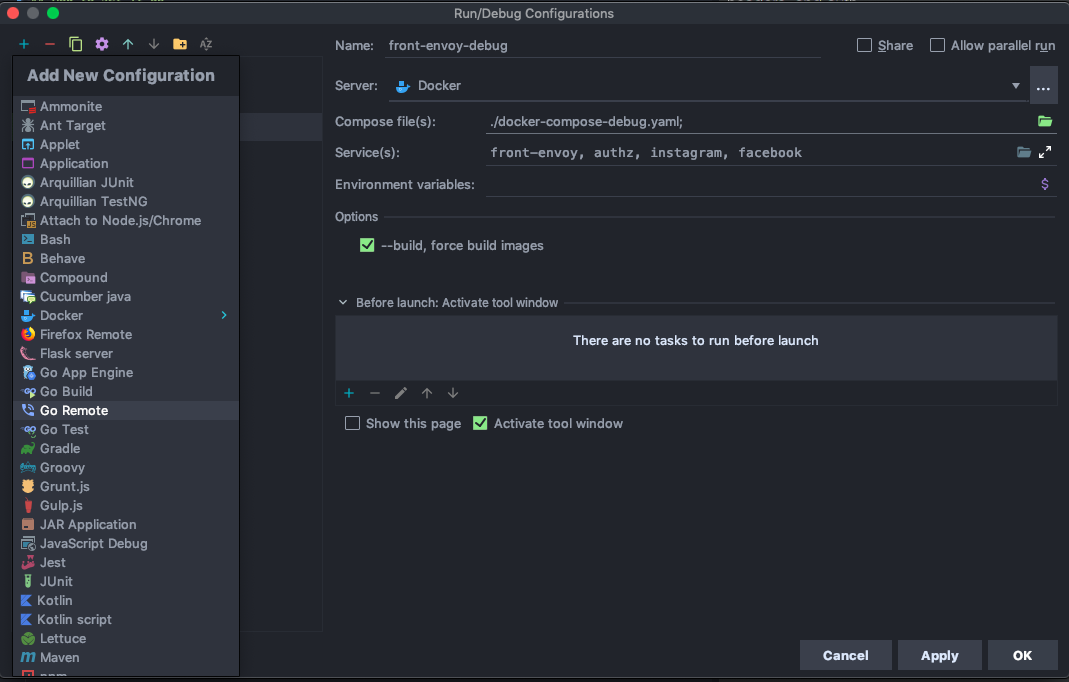 Run/Debug Configurations
Add New Configuration
Ammonite
Ant Target
Applet
Application
Arquillian JUnit
Arquillian TestNG
Attach to Node.js/Chrome
Bash
Behave
Compound
Cucumber java
Docker
Firefox Remote
Flask server
Go App Engine
Go Build
Go Remote
Go Test
Gradle
Groovy
Grunt.js
Gulp.js
JAR Application
JavaScript Debug
Jest
JUnit
Kotlin
Kotlin script
Lettuce
Maven
npm
Name: front-envoy-debug
Share
Allow parallel run
Server: Docker
...
Compose file(s): ./docker-compose-debug.yaml;
Service(s): front-envoy, authz, instagram, facebook
Environment variables:
Options
--build, force build images
Before launch: Activate tool window
There are no tasks to run before launch
Show this page
Activate tool window
Cancel
Apply
OK